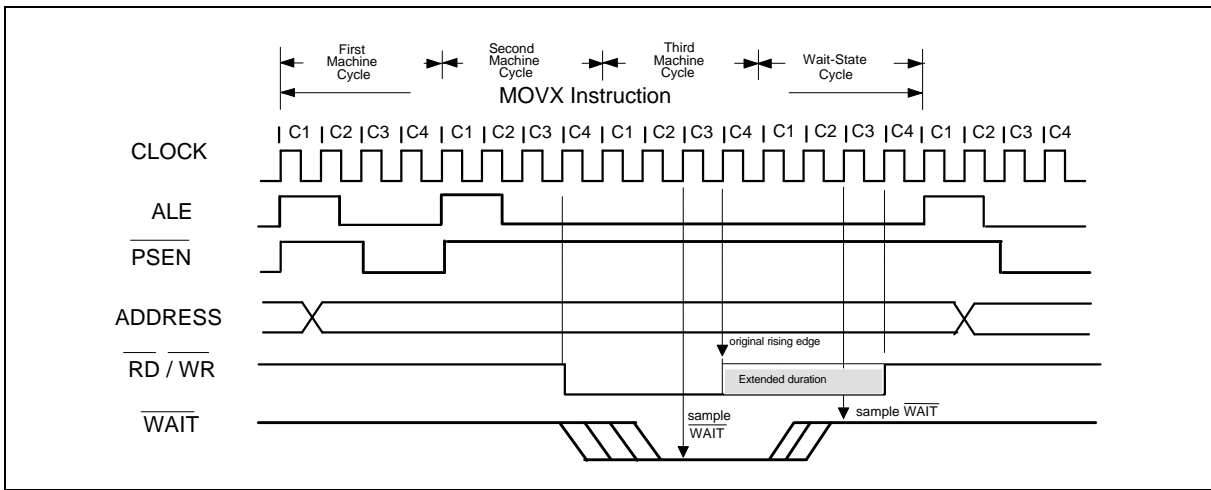 First Machine Cycle
Second Machine Cycle
Third Machine Cycle
Wait-State Cycle
MOVX Instruction
C1 C2 C3 C4 C1 C2 C3 C4 C1 C2 C3 C4 C1 C2 C3 C4 C1 C2 C3 C4
CLOCK
ALE
PSEN
ADDRESS
original rising edge
RD / WR
Extended duration
sample WAIT
sample WAIT
WAIT